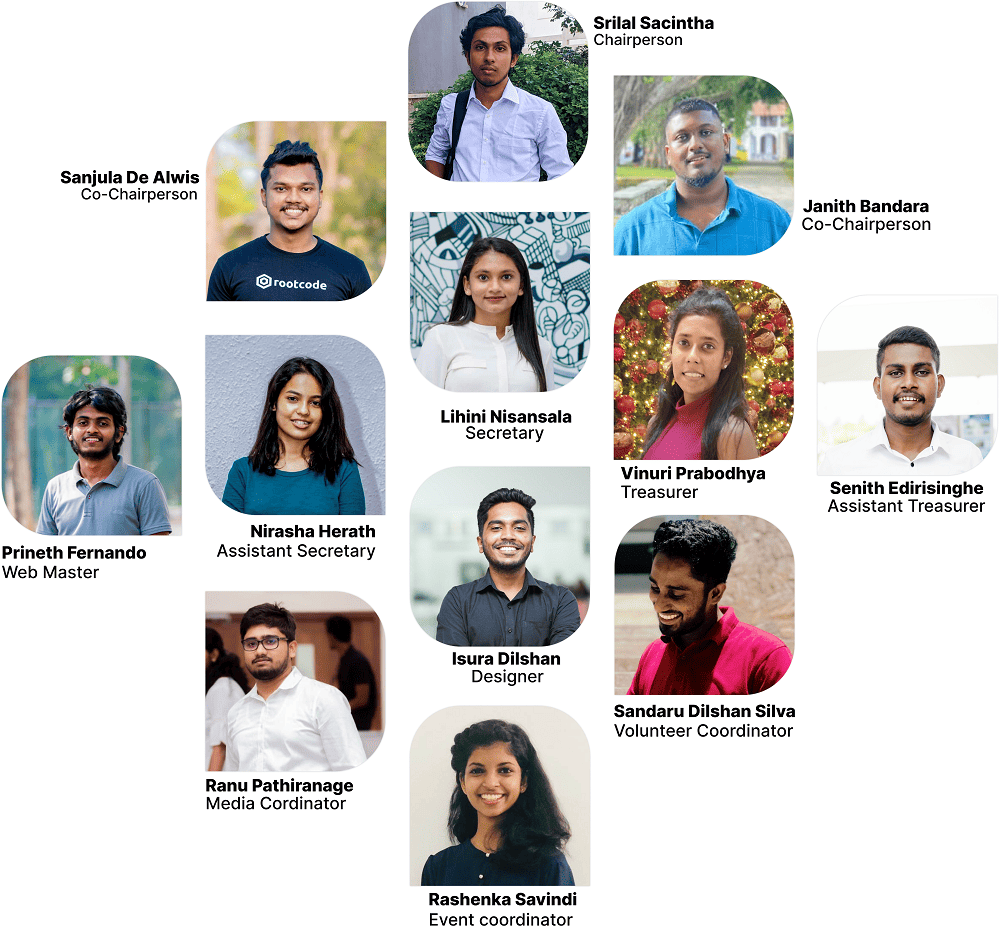 Srilal Sacintha
Chairperson
Sanjula De Alwis
Co-Chairperson
rootcode
Janith Bandara
Co-Chairperson
Lihini Nisansala
Secretary
Vinuri Prabodhya
Treasurer
Senith Edirisinghe
Assistant Treasurer
Prineth Fernando
Web Master
Nirasha Herath
Assistant Secretary
Isura Dilshan
Designer
Sandaru Dilshan Silva
Volunteer Coordinator
Ranu Pathiranage
Media Cordinator
Rashenka Savindi
Event coordinator